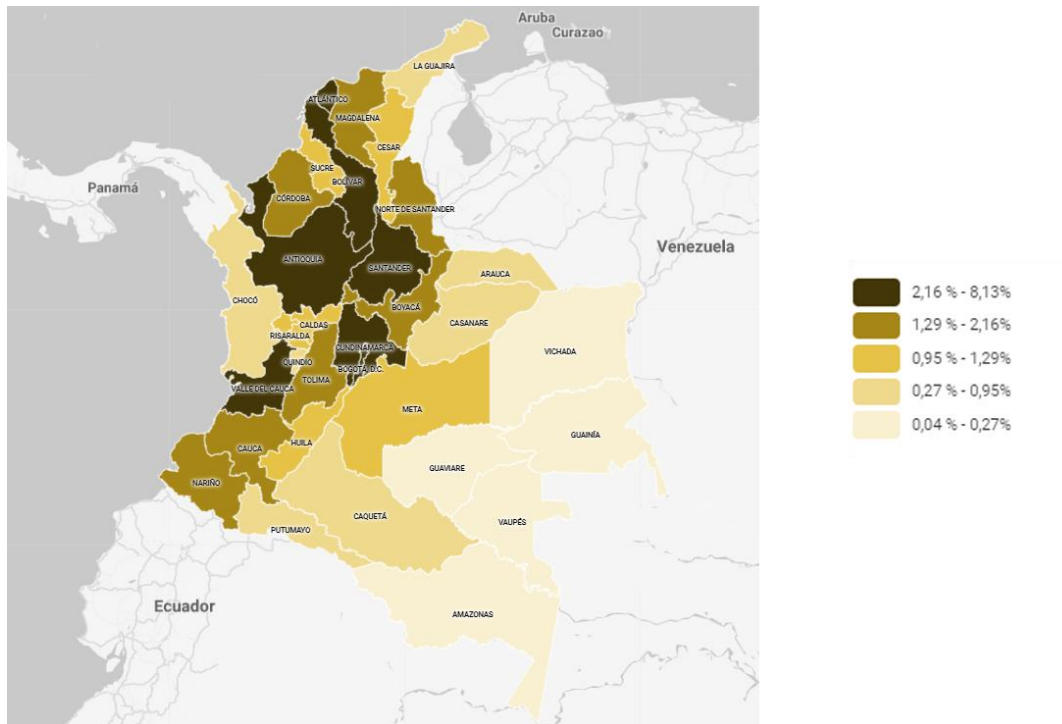 Aruba
Curazao
LA GUAJIRA
ATLÁNTICO
MAGDALENA
CESAR
SUCRE
BOLÍVAR
Panamá
CÓRDOBA
NORTE DE SANTANDER
Venezuela
ANTIOQUIA
SANTANDER
ARAUCA
CHOCÓ
BOYACÁ
CASANARE
CALDAS
RISARALDA
CUNDINAMARCA
VICHADA
QUINDÍO
BOGOTÁ, D.C.
TOLIMA
VALLE DEL CAUCA
META
GUAINÍA
HUILA
CAUCA
GUAVIARE
NARIÑO
CAQUETÁ
VAUPÉS
PUTUMAYO
Ecuador
AMAZONAS
2,16 % - 8,13%
1,29 % - 2,16%
0,95 % - 1,29%
0,27 % - 0,95%
0,04 % - 0,27%